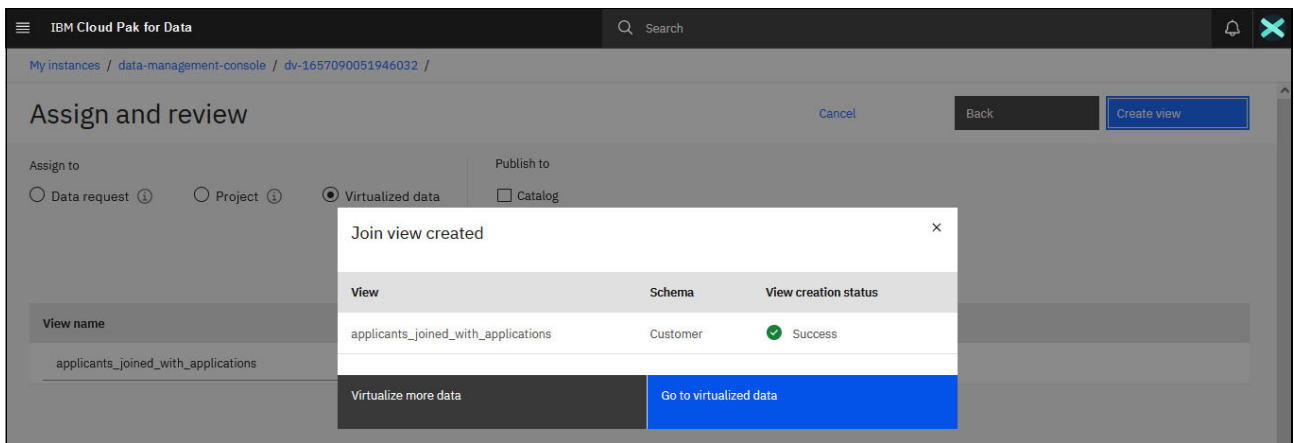 IBM Cloud Pak for Data
Search
My instances / data-management-console / dv-1657090051946032 /
Assign and review
Cancel
Back
Create view
Assign to
Data request
Project
Virtualized data
Publish to
Catalog
View name
applicants_joined_with_applications
Join view created
View Schema View creation status
applicants_joined_with_applications Customer Success
Virtualize more data
Go to virtualized data